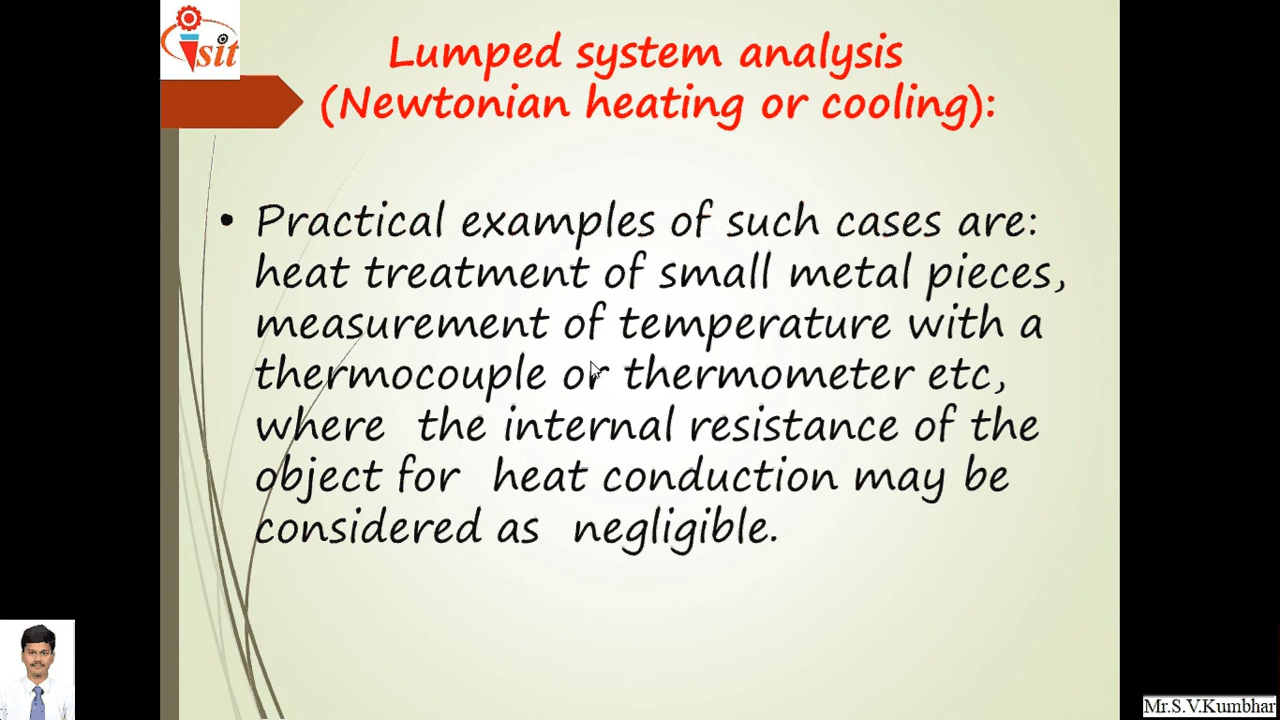 isit
Lumped system analysis
(Newtonian heating or cooling):
• Practical examples of such cases are:
heat treatment of small metal pieces,
measurement of temperature with a
thermocouple or thermometer etc,
where the internal resistance of the
object for heat conduction may be
considered as negligible.
Mr.S.V.Kumbhar